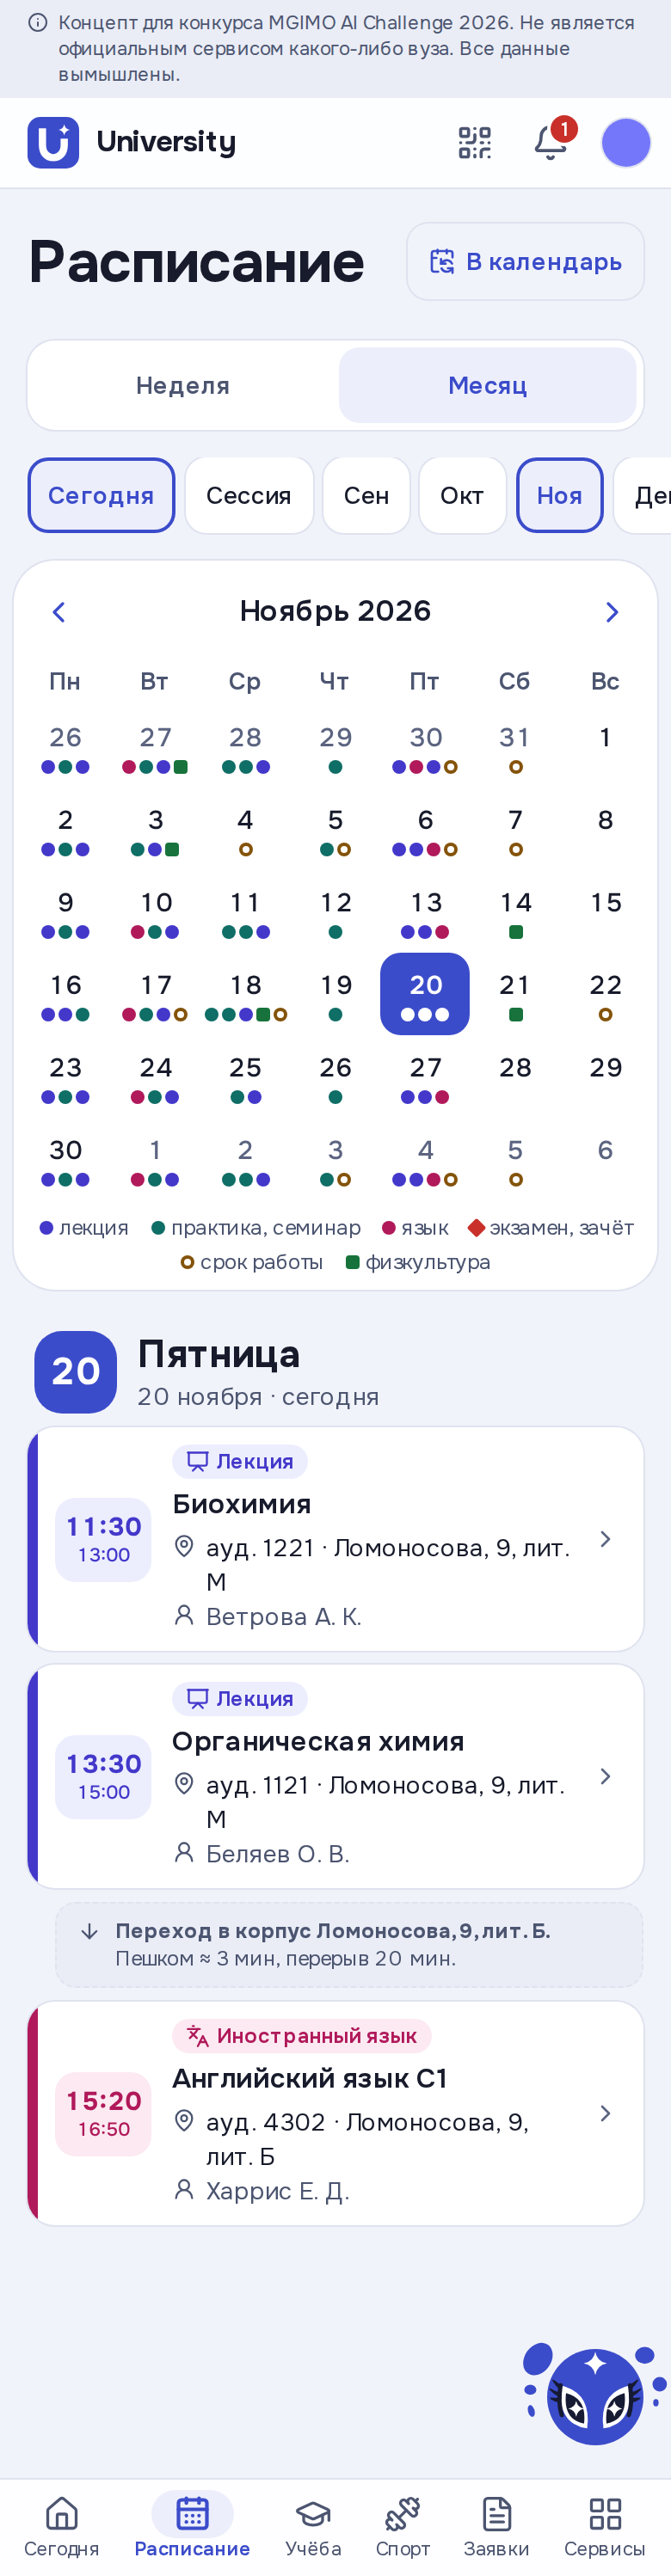 Концепт для конкурса MGIMO AI Challenge 2026. Не является
официальным сервисом какого-либо вуза. Все данные
вымышлены.
University
1
Расписание
В календарь
Неделя
Месяц
Сегодня
Сессия
Сен
Окт
Ноя
Ноябрь 2026
Пн Вт Ср Чт Пт Сб Вс
26 27 28 29 30 31 1
2 3 4 5 6 7 8
9 10 11 12 13 14 15
16 17 18 19 20 21 22
23 24 25 26 27 28 29
30 1 2 3 4 5 6
лекция практика, семинар язык экзамен, зачёт
срок работы физкультура
20
Пятница
20 ноября · сегодня
Лекция
11:30
13:00
Биохимия
ауд. 1221 · Ломоносова, 9, лит.
М
Ветрова А. К.
Лекция
13:30
15:00
Органическая химия
ауд. 1121 · Ломоносова, 9, лит.
М
Беляев О. В.
Переход в корпус Ломоносова,9,лит. Б.
Пешком ≈ 3 мин, перерыв 20 мин.
Иностранный язык
15:20
16:50
Английский язык C1
ауд. 4302 · Ломоносова, 9,
лит. Б
Харрис Е. Д.
Сегодня
Расписание
Учёба
Спорт
Заявки
Сервисы